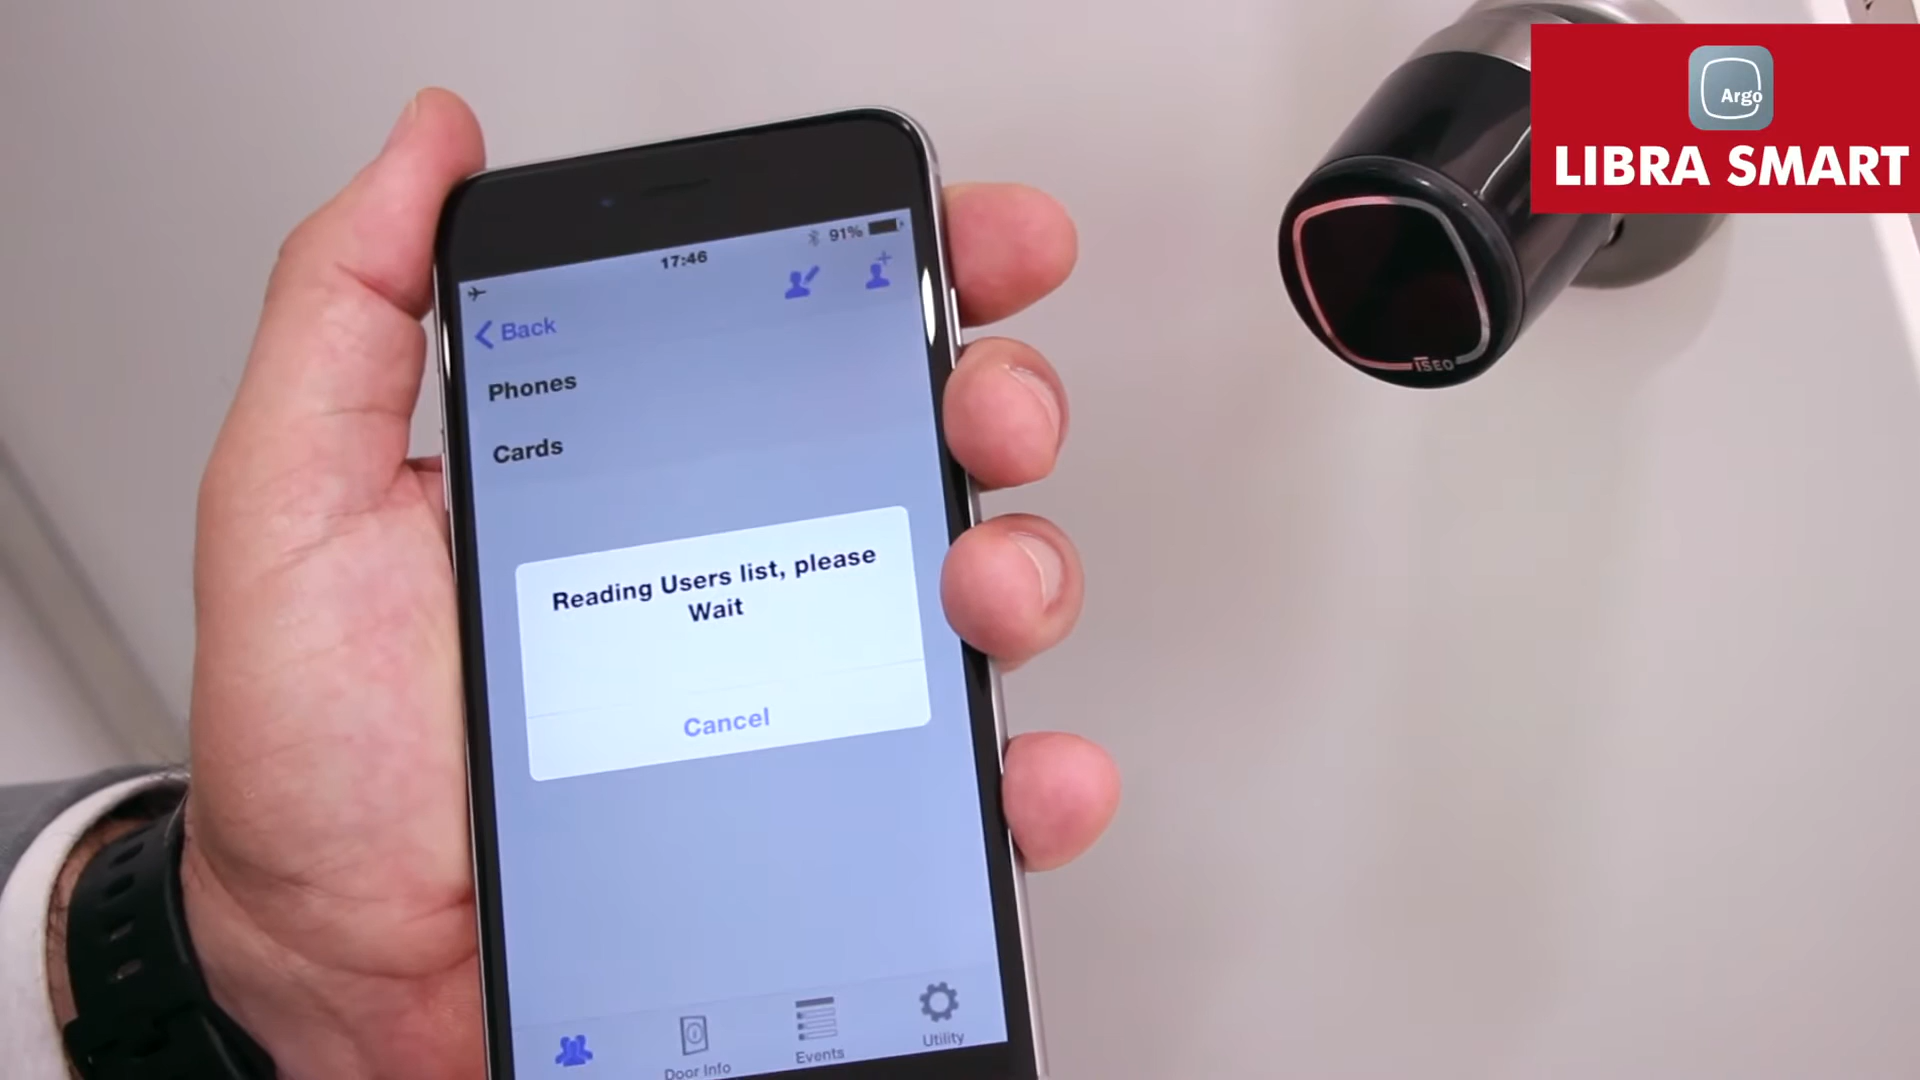 Argo
LIBRA SMART
ISEO
17:46
91%
Back
Phones
Cards
Reading Users list, please
Wait
Cancel
Door Info
Events
Utility